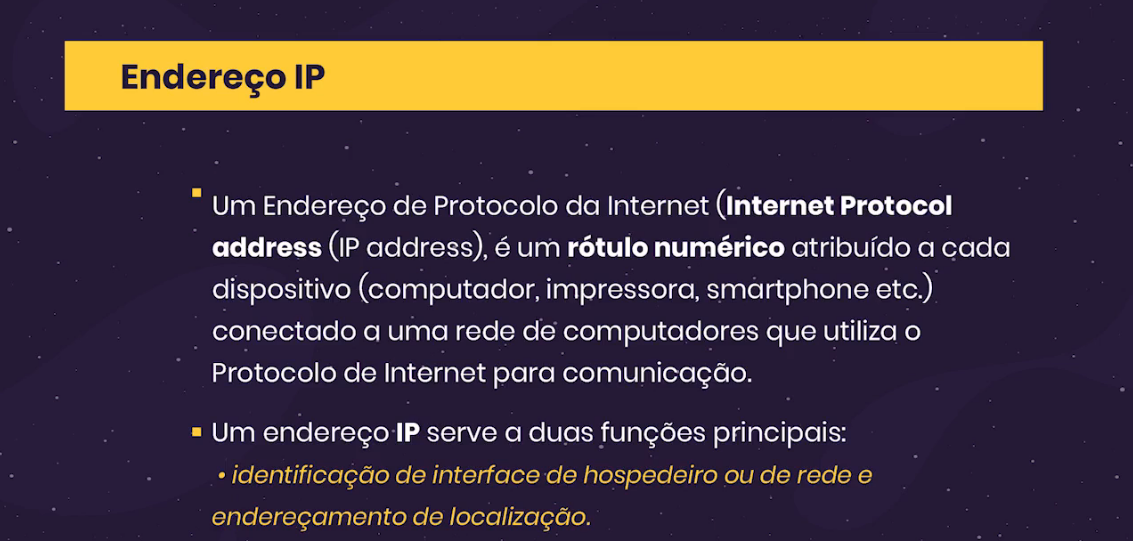 Endereço IP
Um Endereço de Protocolo da Internet (Internet Protocol
address (IP address), é um rótulo numérico atribuído a cada
dispositivo (computador, impressora, smartphone etc.)
conectado a uma rede de computadores que utiliza o
Protocolo de Internet para comunicação.
Um endereço IP serve a duas funções principais:
• identificação de interface de hospedeiro ou de rede e
endereçamento de localização.